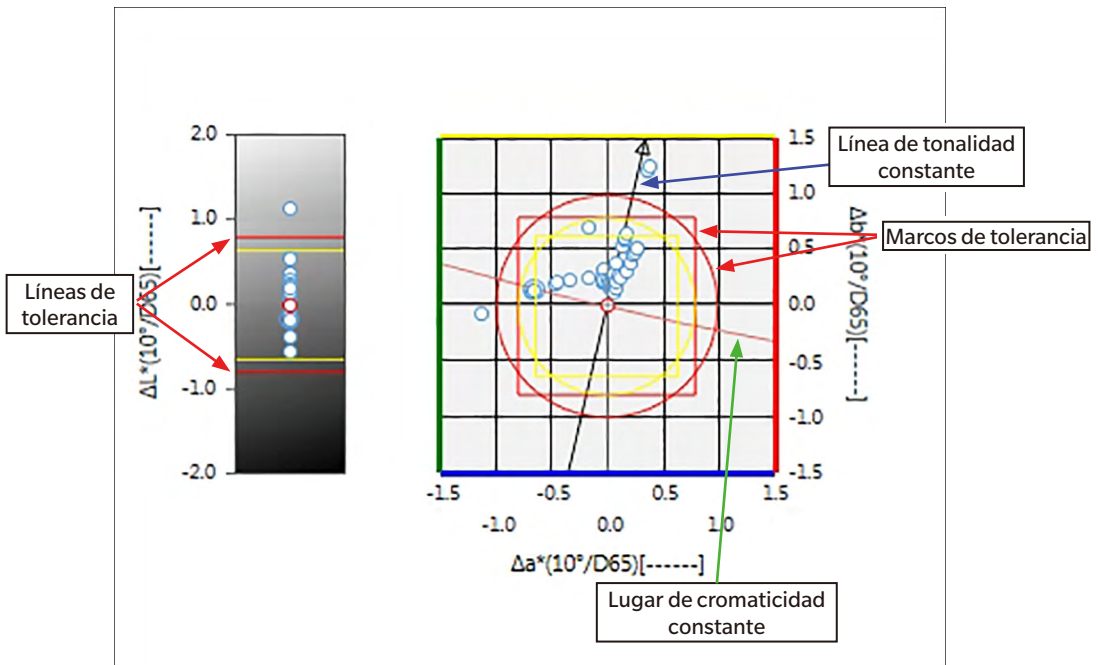 2.0
1.0
0.0
-1.0
-2.0
ΔL*(10°/D65)[------]
Líneas de
tolerancia
1.5
1.0
0.5
0.0
-0.5
-1.0
-1.5
Δb*(10°/D65)[------]
Línea de tonalidad
constante
Marcos de tolerancia
-1.5
-0.5
0.5
1.5
-1.0
0.0
1.0
Δa*(10°/D65)[------]
Lugar de cromaticidad
constante